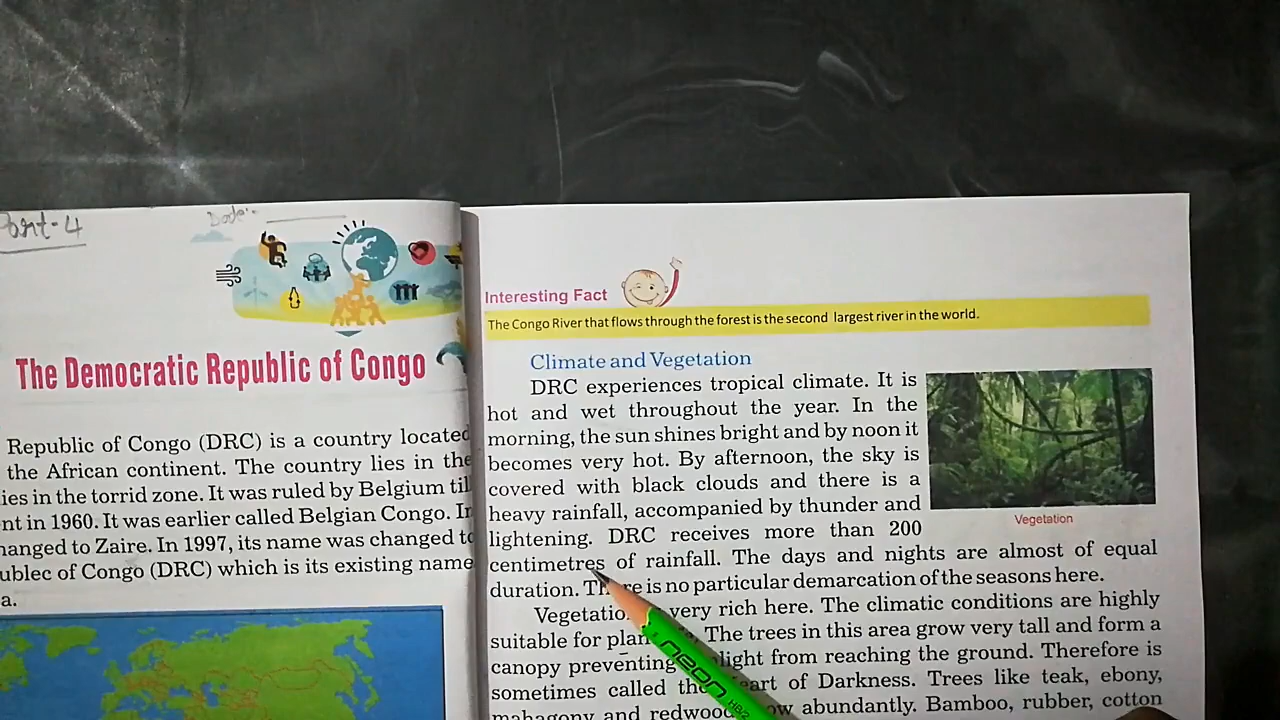 Part-4
Date:-
The Democratic Republic of Congo
Republic of Congo (DRC) is a country located
the African continent. The country lies in the
ies in the torrid zone. It was ruled by Belgium til
nt in 1960. It was earlier called Belgian Congo. In
hanged to Zaire. In 1997, its name was changed to
ublec of Congo (DRC) which is its existing name
a.
Interesting Fact
The Congo River that flows through the forest is the second largest river in the world.
Climate and Vegetation
DRC experiences tropical climate. It is
hot and wet throughout the year. In the
morning, the sun shines bright and by noon it
becomes very hot. By afternoon, the sky is
covered with black clouds and there is a
heavy rainfall, accompanied by thunder and
lightening. DRC receives more than 200
centimetres of rainfall. The days and nights are almost of equal
duration. There is no particular demarcation of the seasons here.
Vegetation very rich here. The climatic conditions are highly
suitable for The trees in this area grow very tall and form a
canopy preventing light from reaching the ground. Therefore is
sometimes called the Heart of Darkness. Trees like teak, ebony,
mahogany and redwood grow abundantly. Bamboo, rubber, cotton
Vegetation
neon HB2